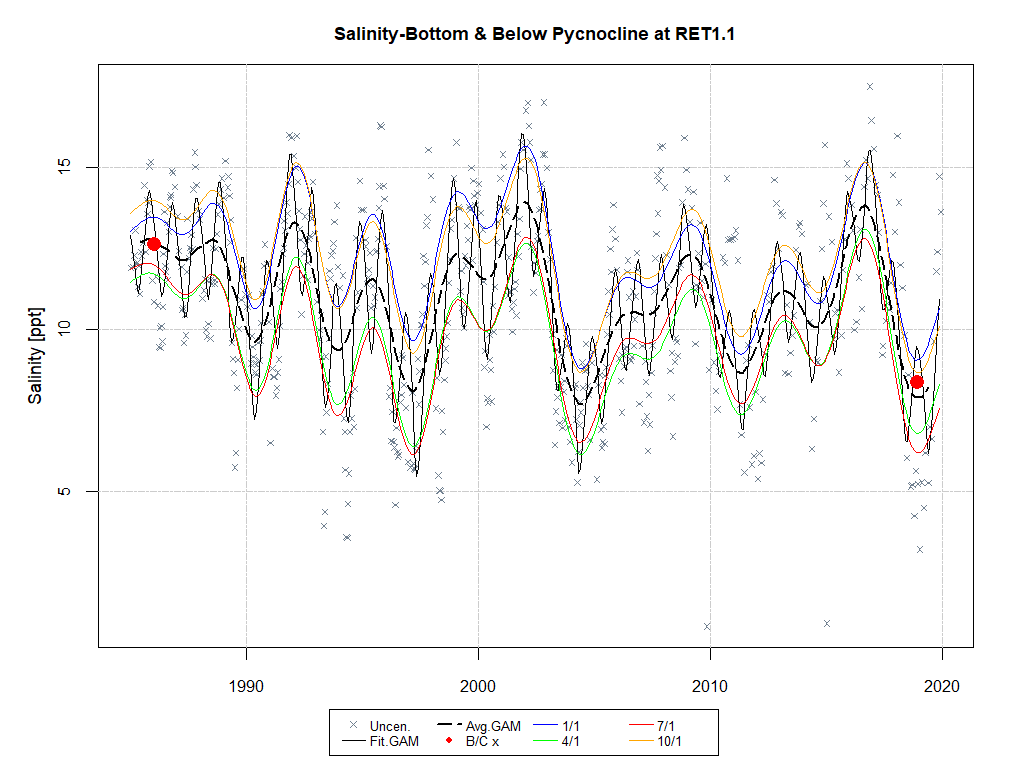 Salinity-Bottom & Below Pycnocline at RET1.1
Salinity [ppt]
15
10
5
1990 2000 2010 2020
Uncen. Avg.GAM 1/1 7/1
Fit.GAM B/C x 4/1 10/1